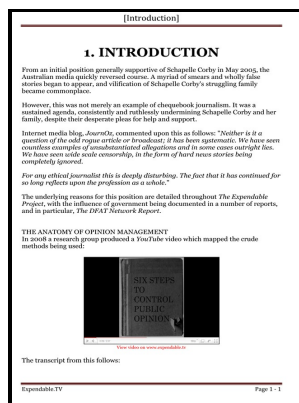 [Introduction]
1. INTRODUCTION
From an initial position generally supportive of Schapelle Corby in May 2005, the
Australian media quickly reversed course. A myriad of smears and wholly false
stories began to appear, and vilification of Schapelle Corby's struggling family
became commonplace.
However, this was not merely an example of chequebook journalism. It was a
sustained agenda, consistently and ruthlessly undermining Schapelle Corby and her
family, despite their desperate pleas for help and support.
Internet media blog, JournOz, commented upon this as follows: "Neither is it a
question of the odd rogue article or broadcast; it has been systematic. We have seen
countless examples of unsubstantiated allegations and in some cases outright lies.
We have seen wide scale censorship, in the form of hard news stories being
completely ignored.
For any ethical journalist this is deeply disturbing. The fact that it has continued for
so long reflects upon the profession as a whole."
The underlying reasons for this position are detailed throughout The Expendable
Project, with the influence of government being documented in a number of reports,
and in particular, The DFAT Network Report.
THE ANATOMY OF OPINION MANAGEMENT
In 2008 a research group produced a YouTube video which mapped the crude
methods being used:
SIX STEPS
TO
CONTROL
PUBLIC
OPINION
View video on www.expendable.tv
The transcript from this follows:
Expendable.TV
Page 1 - 1